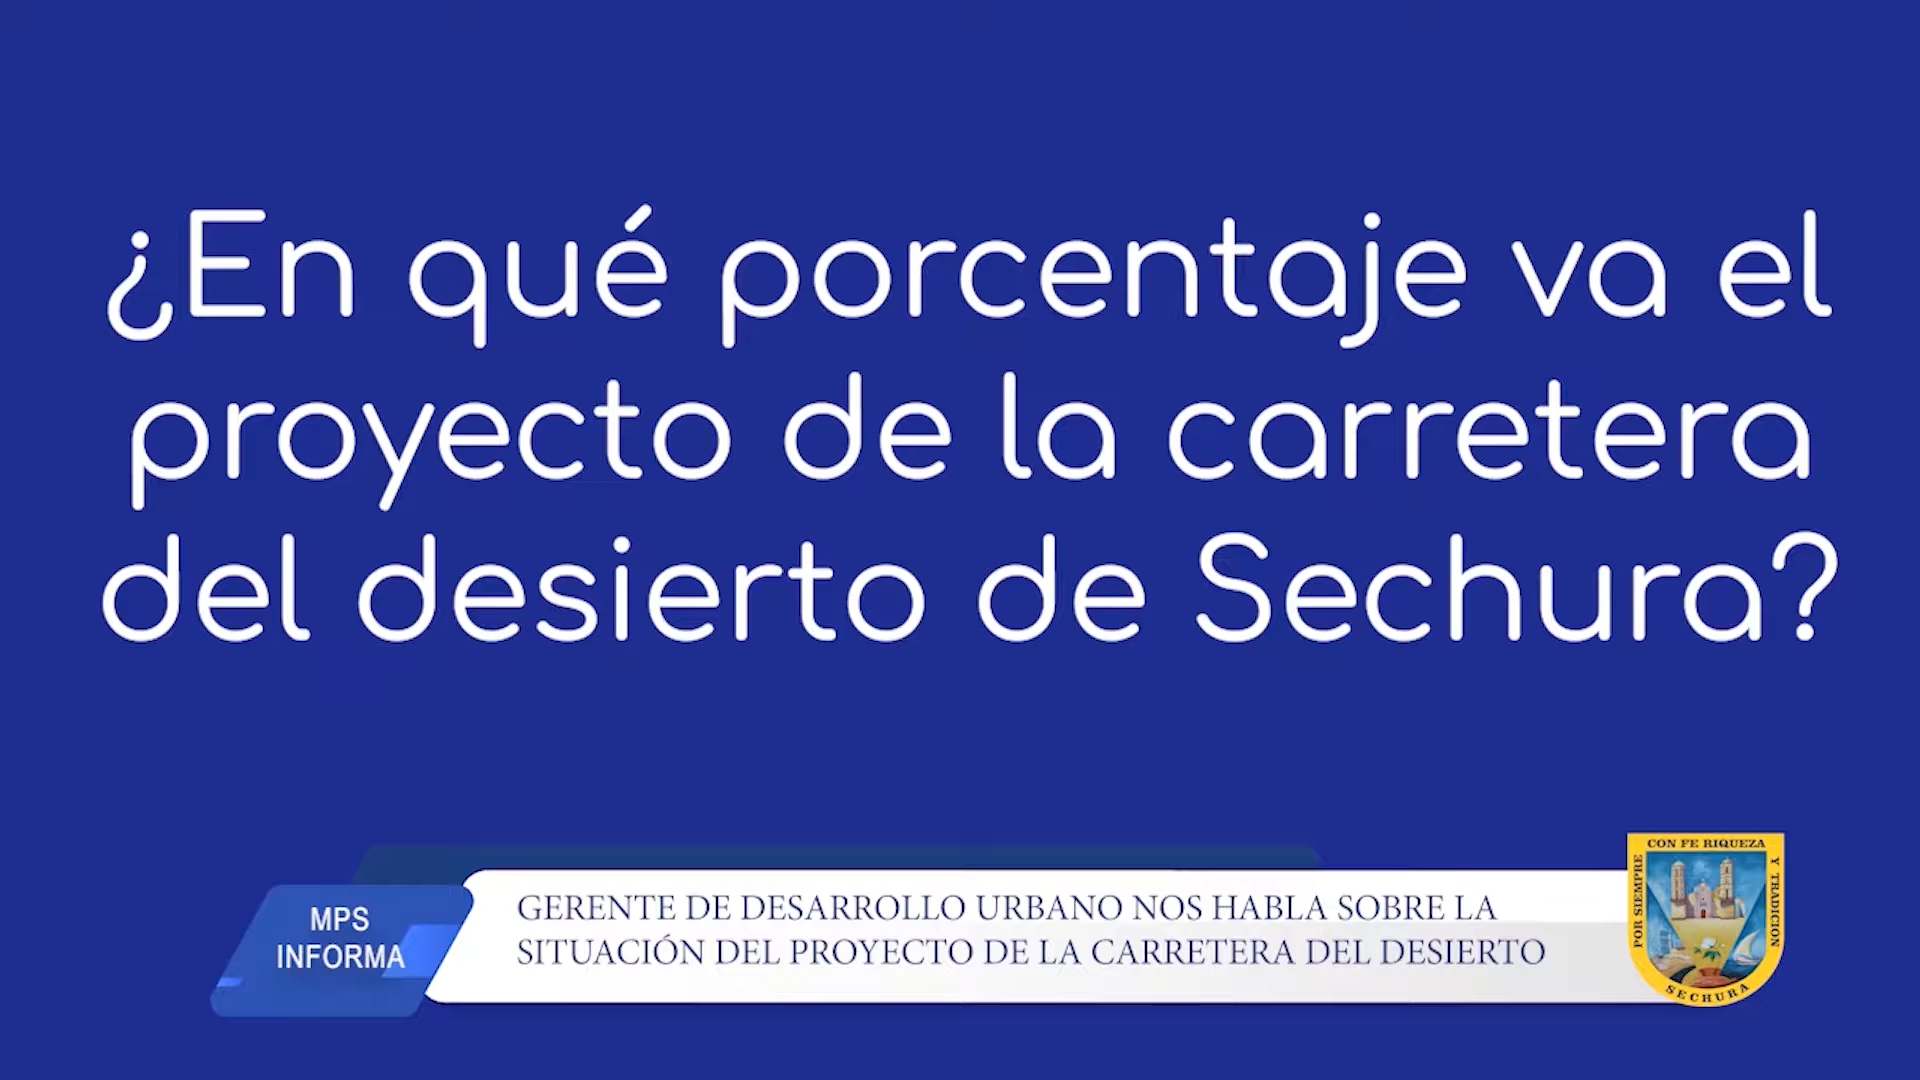 ¿En qué porcentaje va el
proyecto de la carretera
del desierto de Sechura?
MPS
INFORMA
GERENTE DE DESARROLLO URBANO NOS HABLA SOBRE LA
SITUACIÓN DEL PROYECTO DE LA CARRETERA DEL DESIERTO
POR SIEMPRE
CON FE RIQUEZA
Y TRADICION
SECHURA